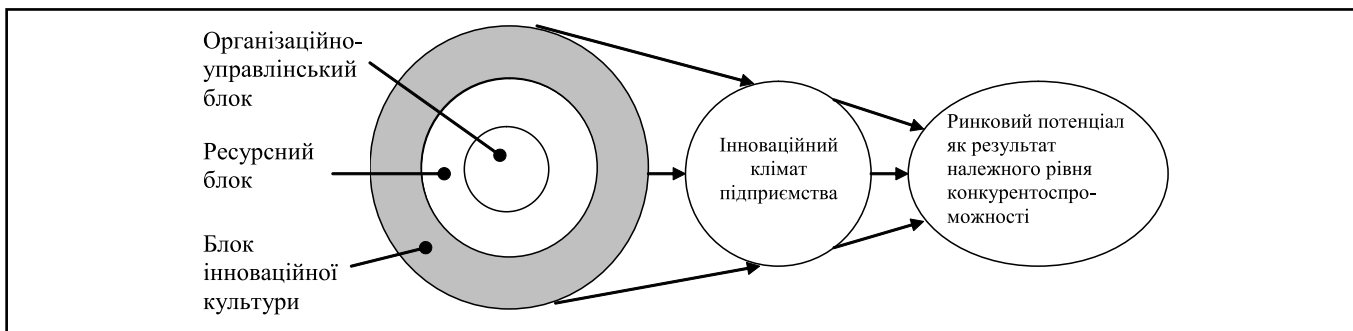 Організаційно-
управлінський
блок
Ресурсний
блок
Блок
інноваційної
культури
Інноваційний
клімат
підприємства
Ринковий потенціал
як результат
належного рівня
конкурентоспро-
можності